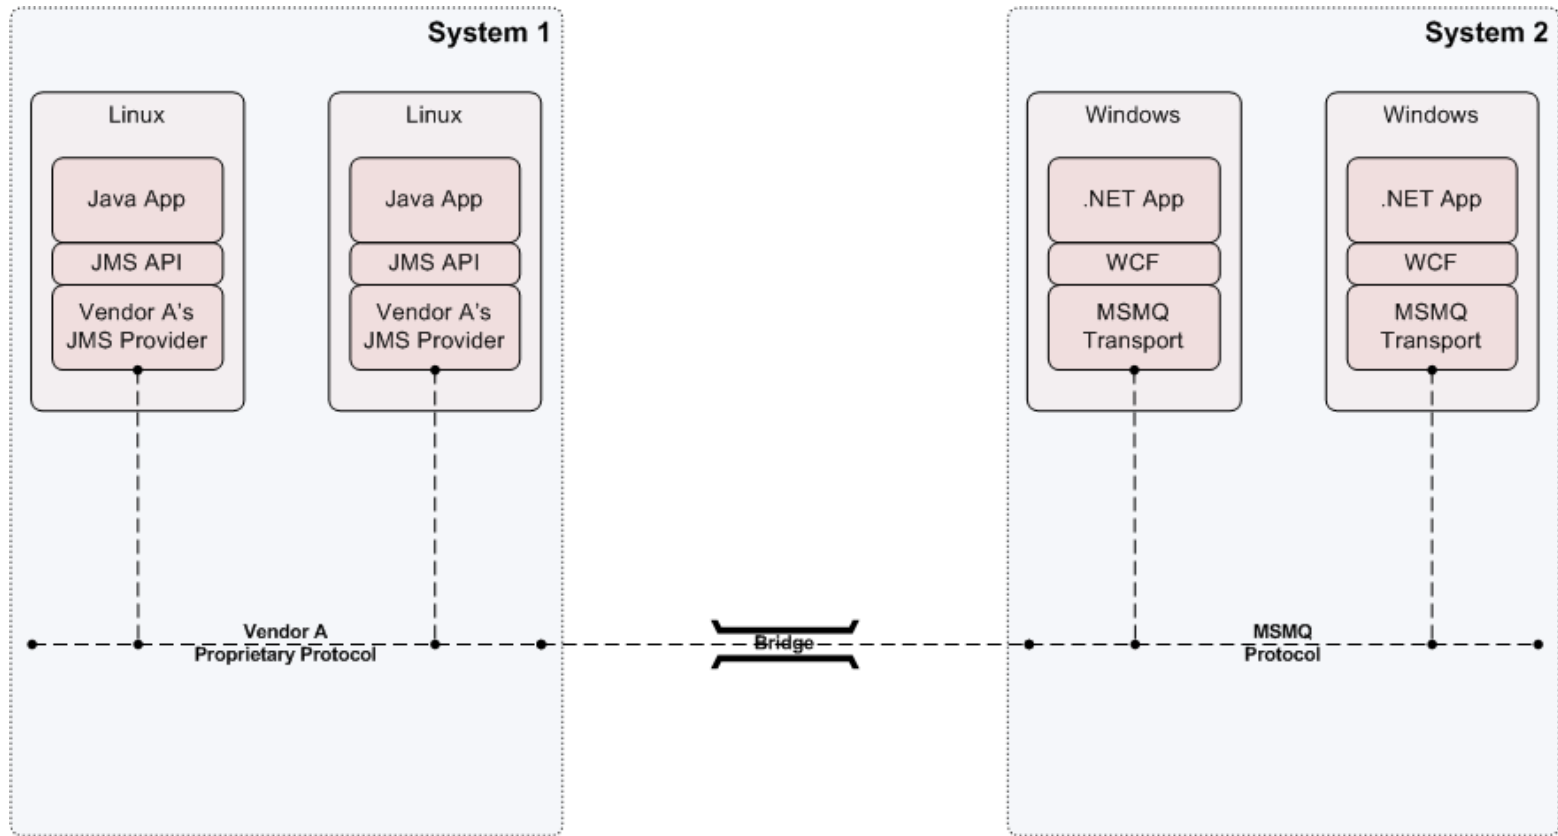 System 1
Linux
Java App
JMS API
Vendor A's
JMS Provider
Linux
Java App
JMS API
Vendor A's
JMS Provider
Vendor A
Proprietary Protocol
Bridge
System 2
Windows
.NET App
WCF
MSMQ
Transport
Windows
.NET App
WCF
MSMQ
Transport
MSMQ
Protocol